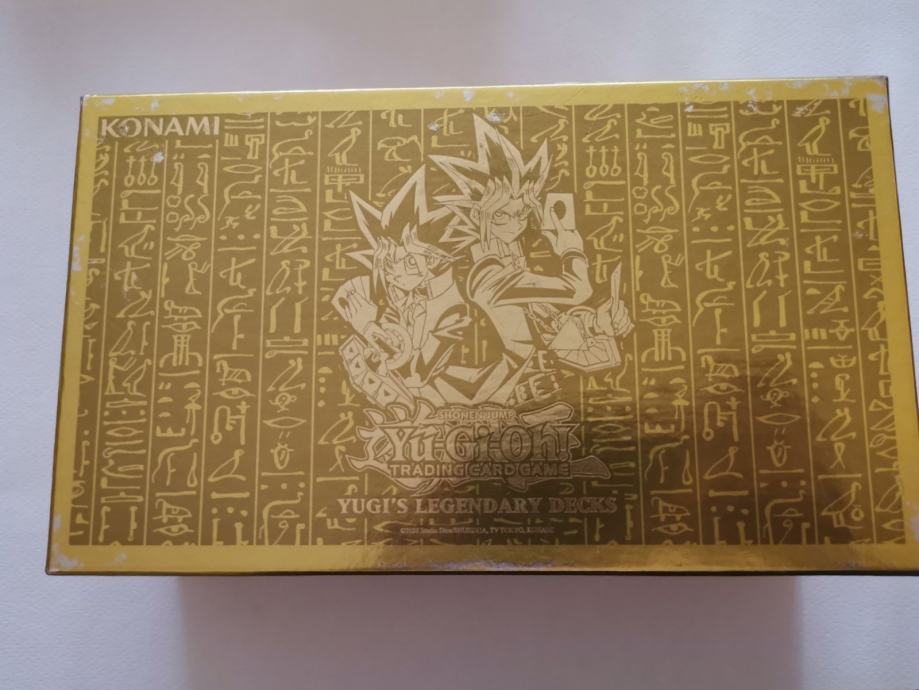 KONAMI
SHONEN JUMP
Yu-Gi-Oh!
TRADING CARD GAME
YUGI'S LEGENDARY DECKS